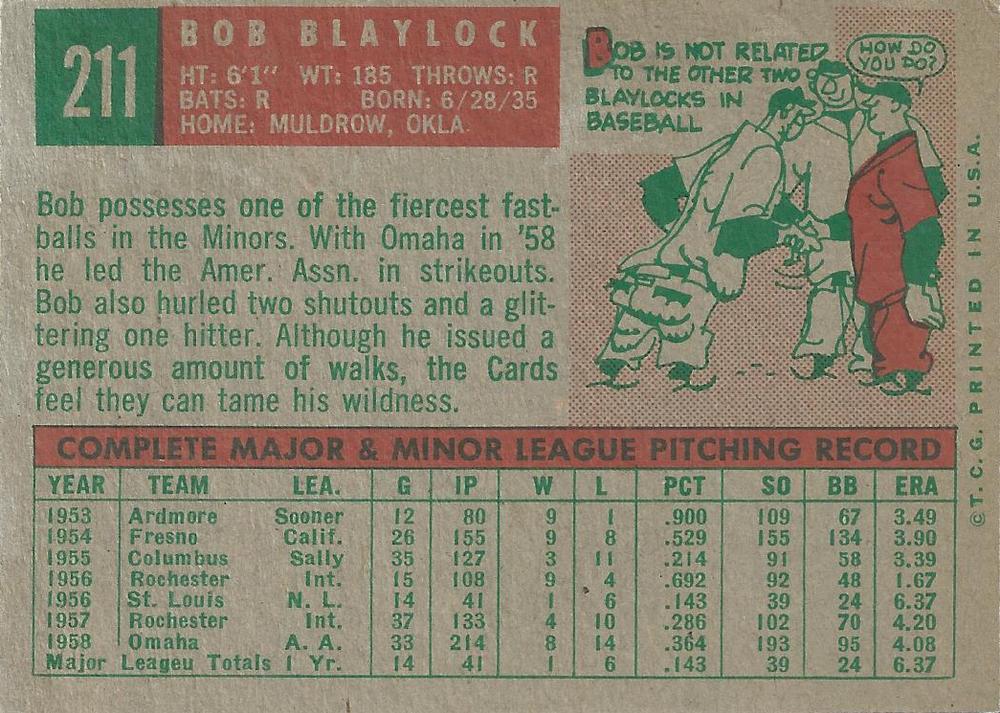 211
BOB BLAYLOCK
HT: 6'1" WT: 185 THROWS: R
BATS: R BORN: 6/28/35
HOME: MULDROW, OKLA.
BOB IS NOT RELATED
TO THE OTHER TWO
BLAYLOCKS IN
BASEBALL
HOW DO
YOU DO?
Bob possesses one of the fiercest fast-
balls in the Minors. With Omaha in '58
he led the Amer. Assn. in strikeouts.
Bob also hurled two shutouts and a glit-
tering one hitter. Although he issued a
generous amount of walks, the Cards
feel they can tame his wildness.
COMPLETE MAJOR & MINOR LEAGUE PITCHING RECORD
YEAR TEAM LEA. G IP W L PCT SO BB ERA
1953 Ardmore Sooner 12 80 9 1 .900 109 67 3.49
1954 Fresno Calif. 26 155 9 8 .529 155 134 3.90
1955 Columbus Sally 35 127 3 11 .214 91 58 3.39
1956 Rochester Int. 15 108 9 4 .692 92 48 1.67
1956 St. Louis N. L. 14 41 1 6 .143 39 24 6.37
1957 Rochester Int. 37 133 4 10 .286 102 70 4.20
1958 Omaha A. A. 33 214 8 14 .364 193 95 4.08
Major Leageu Totals 1 Yr. 14 41 1 6 .143 39 24 6.37
©T.C.G. PRINTED IN U.S.A.